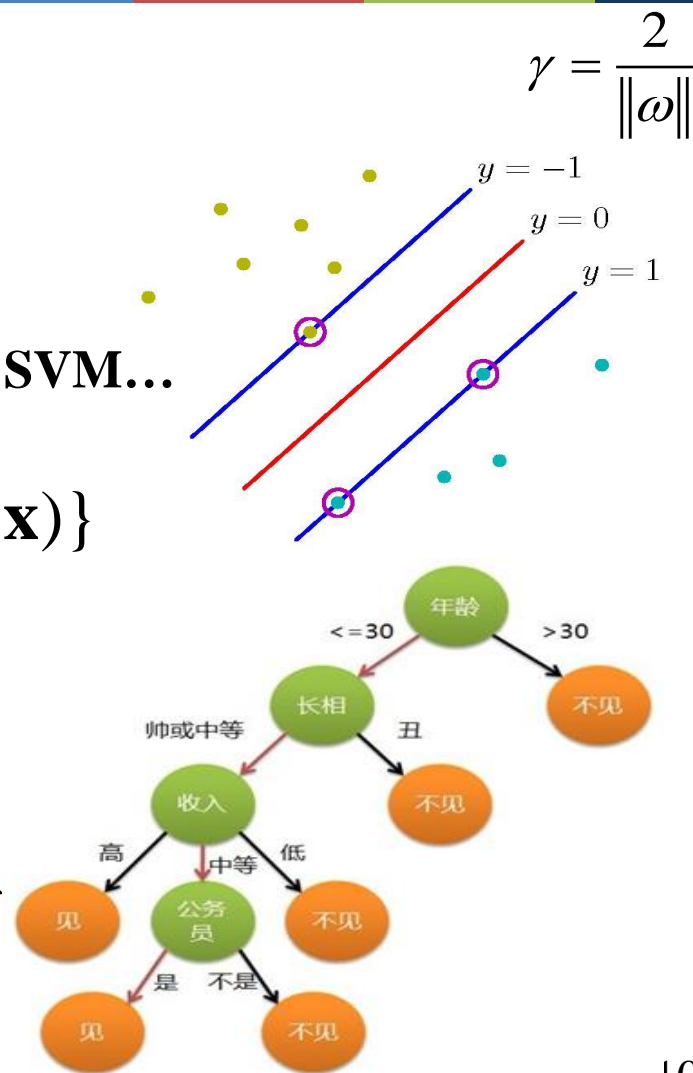 γ = 2 / ‖ω‖
y = −1
y = 0
y = 1
SVM…
x)}
年龄
<=30 >30
长相 不见
帅或中等 丑
收入 不见
高 中等 低
见 公务员 不见
是 不是
见 不见